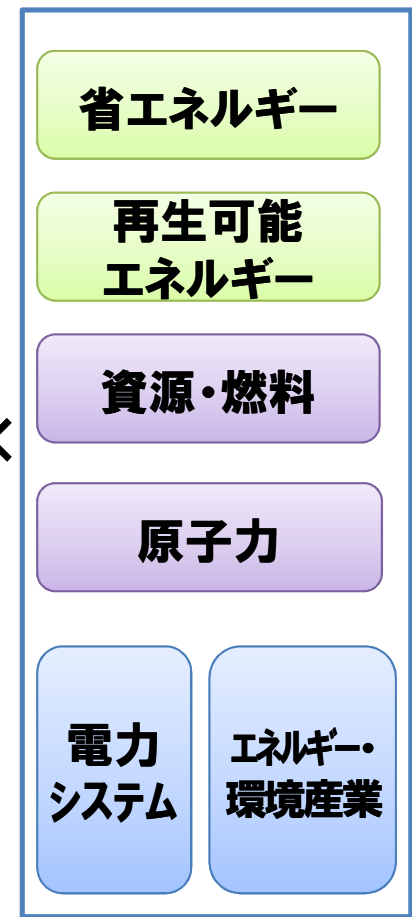 省エネルギー
再生可能
エネルギー
資源・燃料
原子力
電力
システム
エネルギー・
環境産業